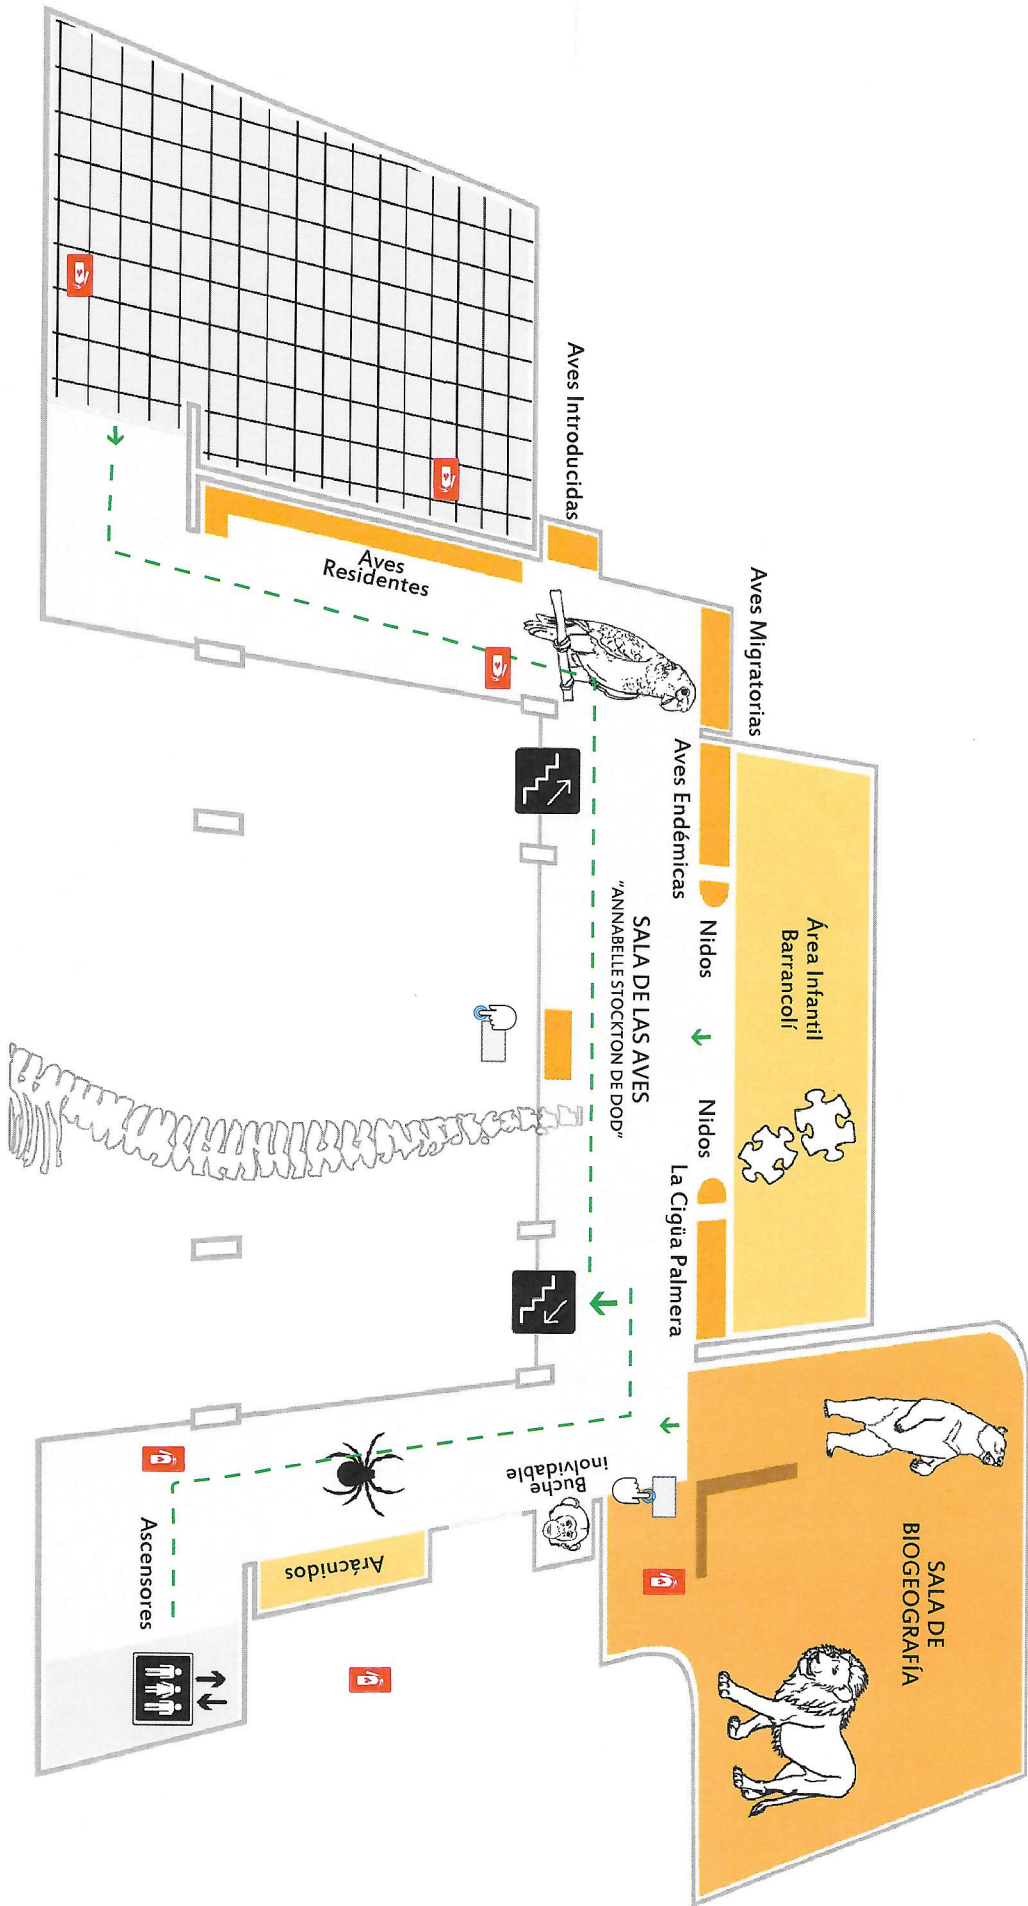 Aves Introducidas
Aves Migratorias
Aves
Residentes
Aves Endémicas
Nidos
Área Infantil
Barrancolí
SALA DE LAS AVES
"ANNABELLE STOCKTON DE DOD"
Nidos
La Cigüa Palmera
SALA DE
BIOGEOGRAFÍA
Buche
inolvidable
Arácnidos
Ascensores